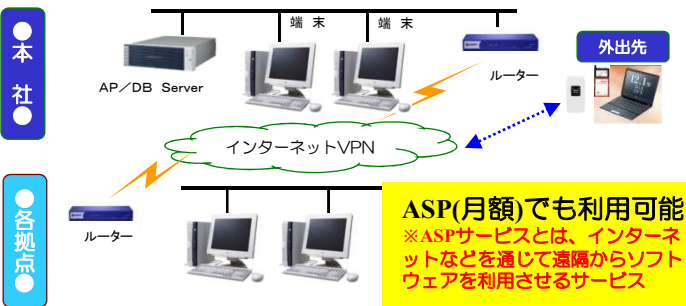 ●本社●
端 末
端 末
AP/DB Server
ルーター
外出先
インターネットVPN
●各拠点●
ルーター
ASP(月額)でも利用可能
※ASPサービスとは、インターネ
ットなどを通じて遠隔からソフト
ウェアを利用させるサービス